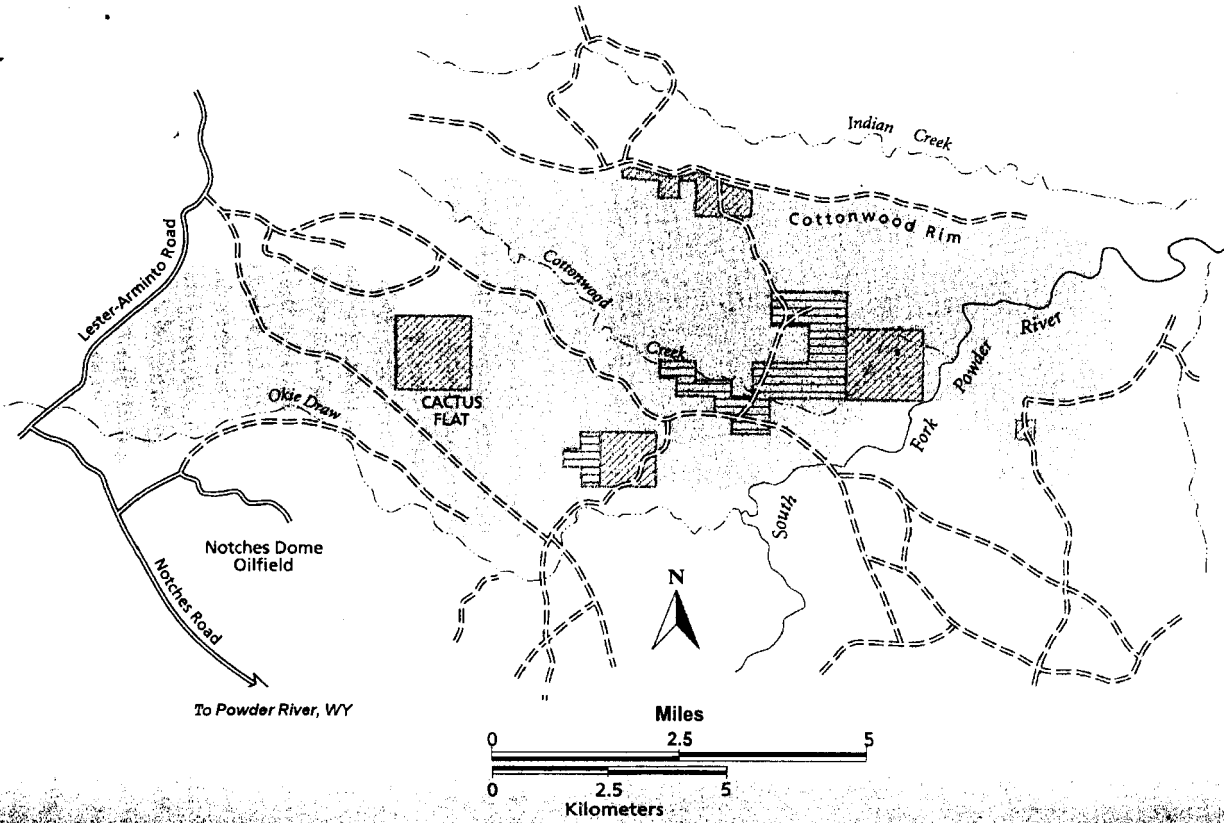 Indian Creek
Cottonwood Rim
Lester-Arminto Road
Cottonwood
Creek
River
Powder
Fork
South
CACTUS
FLAT
Okie Draw
Notches Dome
Oilfield
Notches Road
N
To Powder River, WY
Miles
0 2.5 5
0 2.5 5
Kilometers